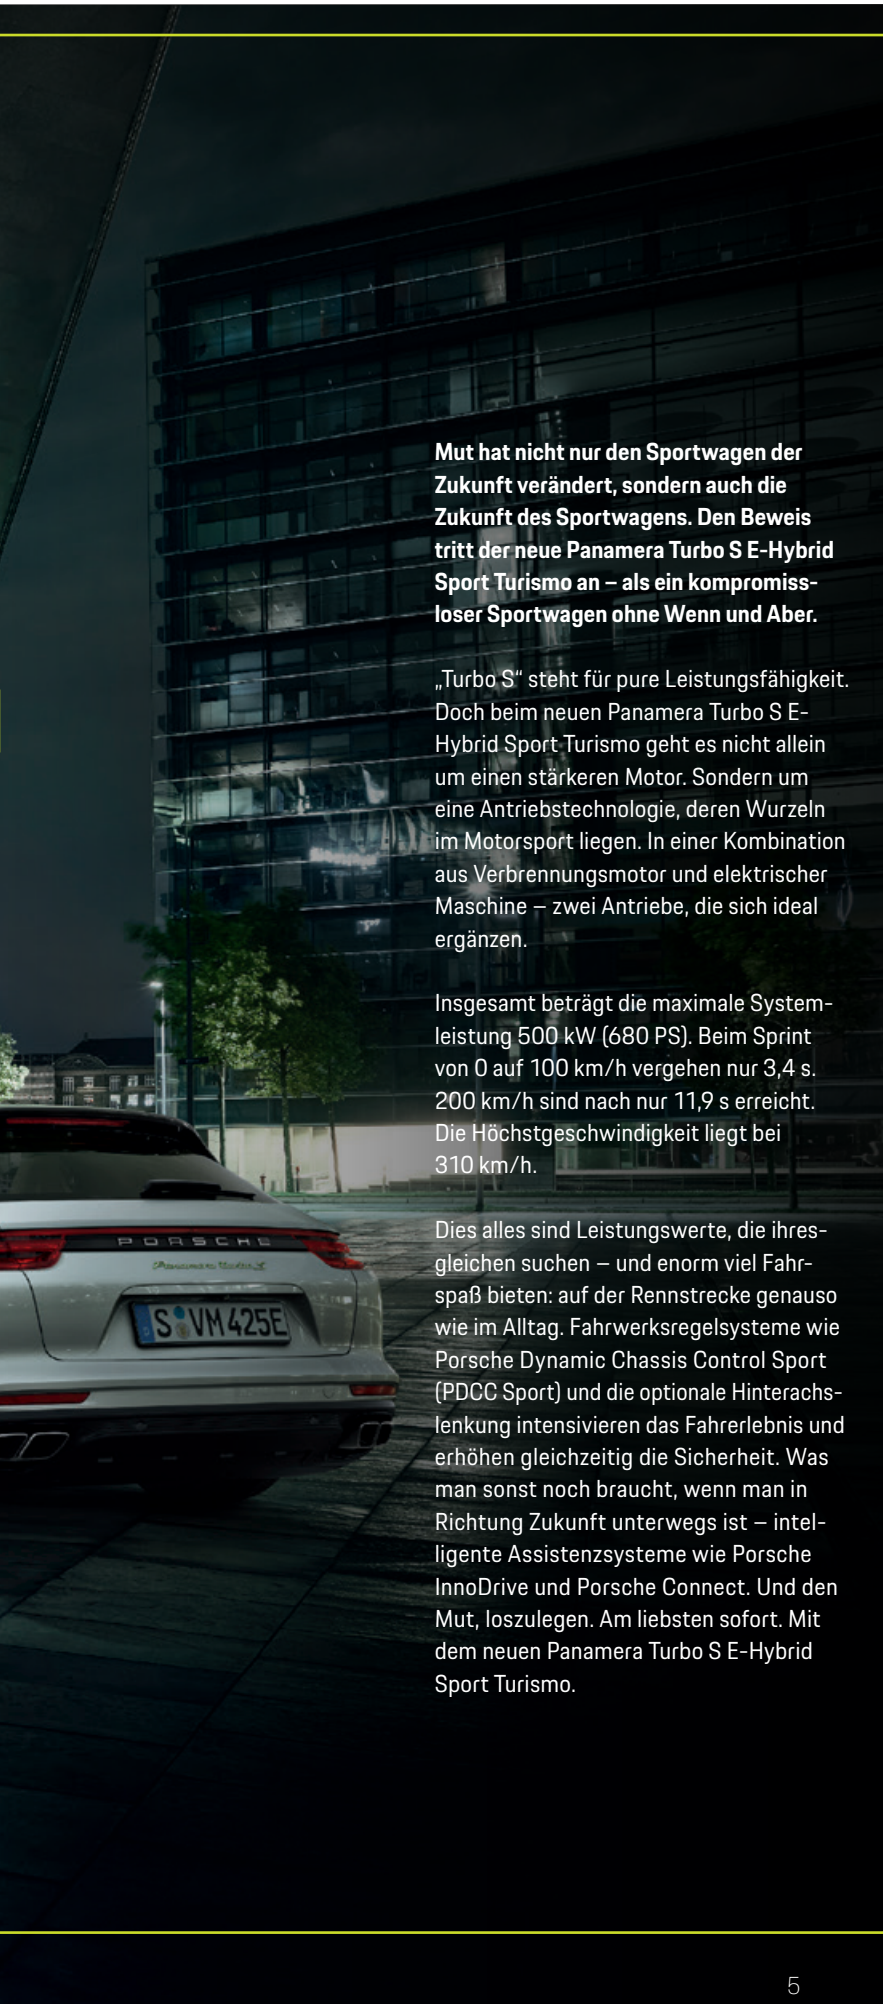 Mut hat nicht nur den Sportwagen der
Zukunft verändert, sondern auch die
Zukunft des Sportwagens. Den Beweis
tritt der neue Panamera Turbo S E-Hybrid
Sport Turismo an – als ein kompromiss-
loser Sportwagen ohne Wenn und Aber.
„Turbo S“ steht für pure Leistungsfähigkeit.
Doch beim neuen Panamera Turbo S E-
Hybrid Sport Turismo geht es nicht allein
um einen stärkeren Motor. Sondern um
eine Antriebstechnologie, deren Wurzeln
im Motorsport liegen. In einer Kombination
aus Verbrennungsmotor und elektrischer
Maschine – zwei Antriebe, die sich ideal
ergänzen.
Insgesamt beträgt die maximale System-
leistung 500 kW (680 PS). Beim Sprint
von 0 auf 100 km/h vergehen nur 3,4 s.
200 km/h sind nach nur 11,9 s erreicht.
Die Höchstgeschwindigkeit liegt bei
310 km/h.
Dies alles sind Leistungswerte, die ihres-
gleichen suchen – und enorm viel Fahr-
spaß bieten: auf der Rennstrecke genauso
wie im Alltag. Fahrwerksregelsysteme wie
Porsche Dynamic Chassis Control Sport
(PDCC Sport) und die optionale Hinterachs-
lenkung intensivieren das Fahrerlebnis und
erhöhen gleichzeitig die Sicherheit. Was
man sonst noch braucht, wenn man in
Richtung Zukunft unterwegs ist – intel-
ligente Assistenzsysteme wie Porsche
InnoDrive und Porsche Connect. Und den
Mut, loszulegen. Am liebsten sofort. Mit
dem neuen Panamera Turbo S E-Hybrid
Sport Turismo.
PORSCHE
Panamera Turbo S
S VM 425E
5